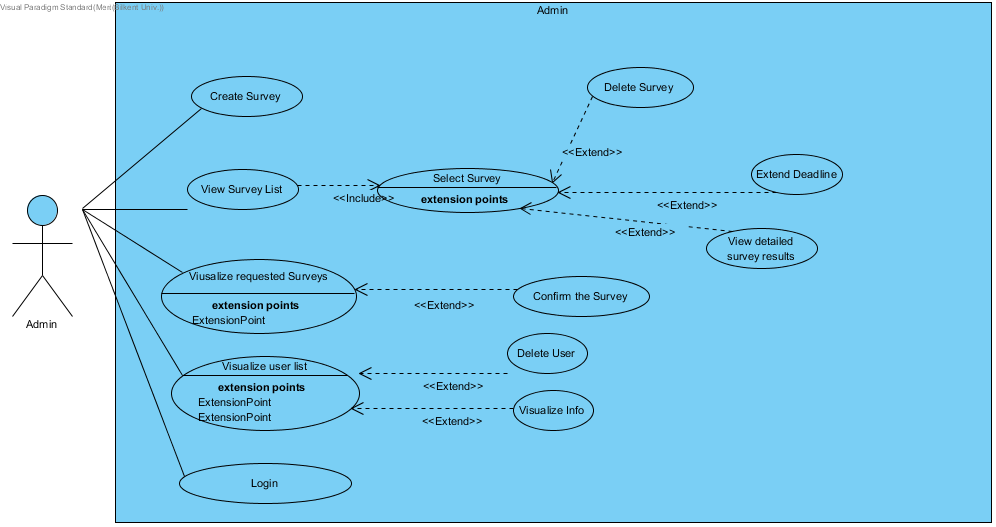 Visual Paradigm Standard(Mert(Bilkent Univ.))
Admin
Create Survey
Delete Survey
<<Extend>>
Select Survey
extension points
Extend Deadline
<<Extend>>
View Survey List
<<Include>>
<<Extend>>
View detailed
survey results
Viusalize requested Surveys
extension points
ExtensionPoint
Confirm the Survey
<<Extend>>
Admin
Delete User
Visualize user list
extension points
ExtensionPoint
ExtensionPoint
<<Extend>>
Visualize Info
<<Extend>>
Login